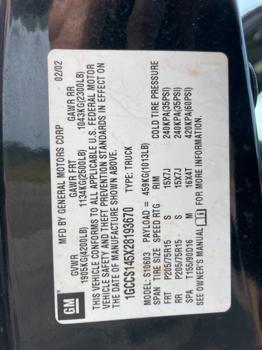 MFD BY GENERAL MOTORS CORP 02/02
GVWR GAWR FRT GAWR RR
1905KG(4200LB) 1134KG(2500LB) 1043KG(2300LB)
THIS VEHICLE CONFORMS TO ALL APPLICABLE U.S. FEDERAL MOTOR
VEHICLE SAFETY AND THEFT PREVENTION STANDARDS IN EFFECT ON
THE DATE OF MANUFACTURE SHOWN ABOVE.
1GCCS145X28193670 TYPE: TRUCK
MODEL: S10603 PAYLOAD = 459KG(1013LB)
SPAN TIRE SIZE SPEED RTG RIM COLD TIRE PRESSURE
FRT P205/75R15 S 15X7J 240KPA(35PSI)
RR P205/75R15 S 15X7J 240KPA(35PSI)
SPA T155/90D16 M 16X4T 420KPA(60PSI)
SEE OWNER'S MANUAL FOR MORE INFORMATION.
GM